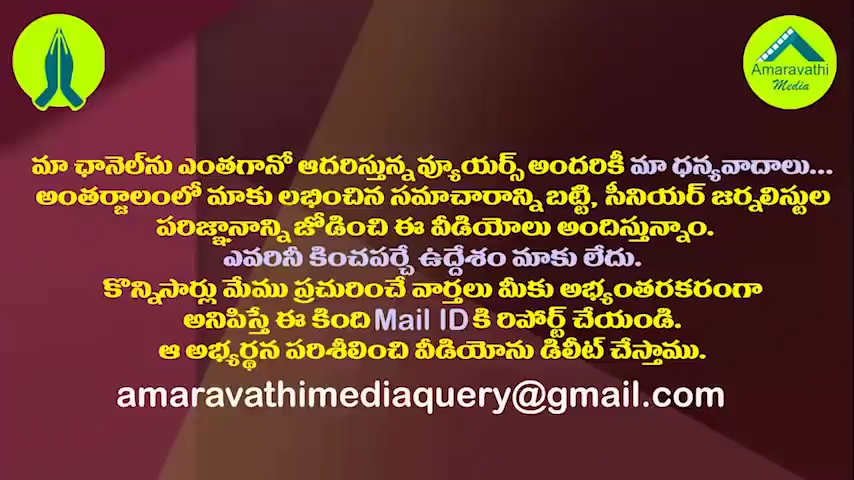 Amaravathi
Media
మా ఛానెల్‌ను ఎంతగానో ఆదరిస్తున్న వ్యూయర్స్ అందరికీ మా ధన్యవాదాలు...
అంతర్జాలంలో మాకు లభించిన సమాచారాన్ని బట్టి, సీనియర్ జర్నలిస్టుల
పరిజ్ఞానాన్ని జోడించి ఈ వీడియోలు అందిస్తున్నాం.
ఎవరినీ కించపర్చే ఉద్దేశం మాకు లేదు.
కొన్నిసార్లు మేము ప్రచురించే వార్తలు మీకు అభ్యంతరకరంగా
అనిపిస్తే ఈ కింది Mail ID కి రిపోర్ట్ చేయండి.
ఆ అభ్యర్థన పరిశీలించి వీడియోను డిలీట్ చేస్తాము.
amaravathimediaquery@gmail.com